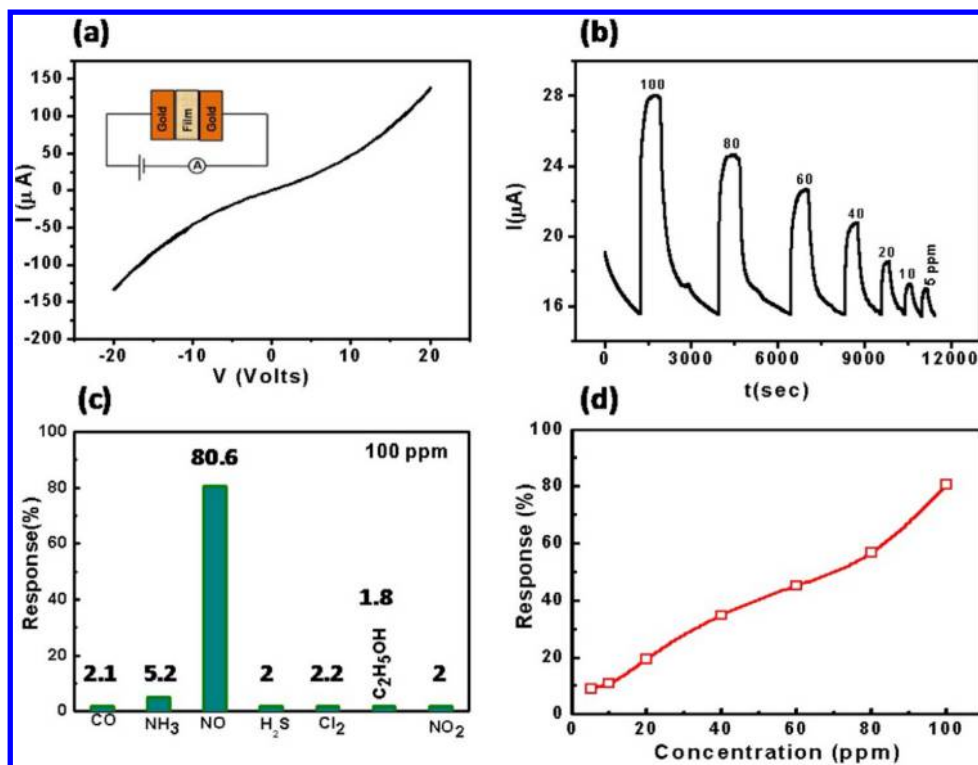 (a)
150
100
50
0
-50
-100
-150
-200
I (μA)
Gold
Film
Gold
A
-20
-10
0
10
20
V (Volts)
(b)
28
24
20
16
I(μA)
100
80
60
40
20
10
5 ppm
0
3000
6000
9000
12000
t(sec)
(c)
100
80
60
40
20
0
Response(%)
100 ppm
80.6
2.1
5.2
2
2.2
1.8
2
CO
NH3
NO
H2S
Cl2
C2H5OH
NO2
(d)
100
80
60
40
20
0
Response (%)
0
20
40
60
80
100
Concentration (ppm)